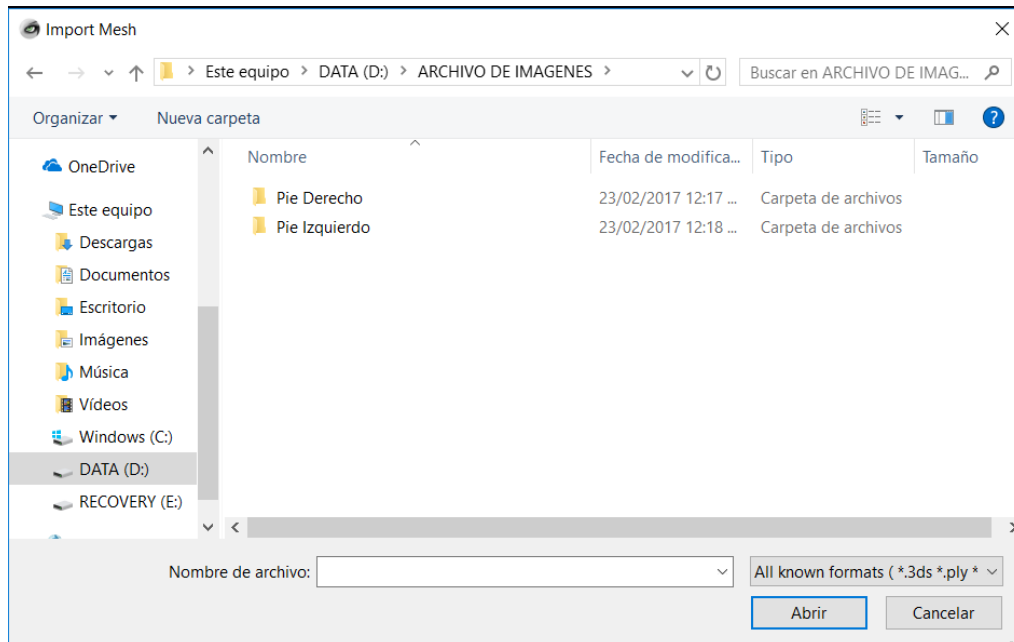 Import Mesh
Este equipo > DATA (D:) > ARCHIVO DE IMAGENES >
Buscar en ARCHIVO DE IMAG...
Organizar
Nueva carpeta
?
OneDrive
Este equipo
Descargas
Documentos
Escritorio
Imágenes
Música
Vídeos
Windows (C:)
DATA (D:)
RECOVERY (E:)
Nombre Fecha de modifica... Tipo Tamaño
Pie Derecho 23/02/2017 12:17 ... Carpeta de archivos
Pie Izquierdo 23/02/2017 12:18 ... Carpeta de archivos
Nombre de archivo:
All known formats ( *.3ds *.ply *
Abrir Cancelar